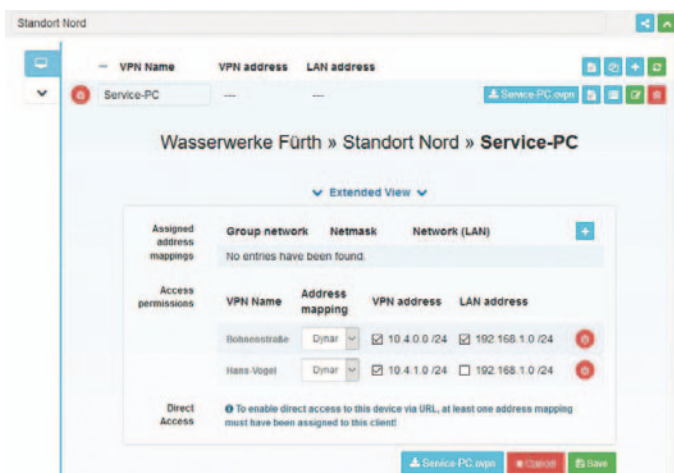 Standort Nord
VPN Name VPN address LAN address
Service-PC --- --- Service-PC.ovpn
Wasserwerke Fürth » Standort Nord » Service-PC
Extended View
Assigned address mappings
Group network Netmask Network (LAN)
No entries have been found.
Access permissions
VPN Name Address mapping VPN address LAN address
Bohnenstraße Dynar 10.4.0.0 /24 192.168.1.0 /24
Hans-Vogel Dynar 10.4.1.0 /24 192.168.1.0 /24
Direct Access
To enable direct access to this device via URL, at least one address mapping
must have been assigned to this client!
Service-PC.ovpn Cancel Save